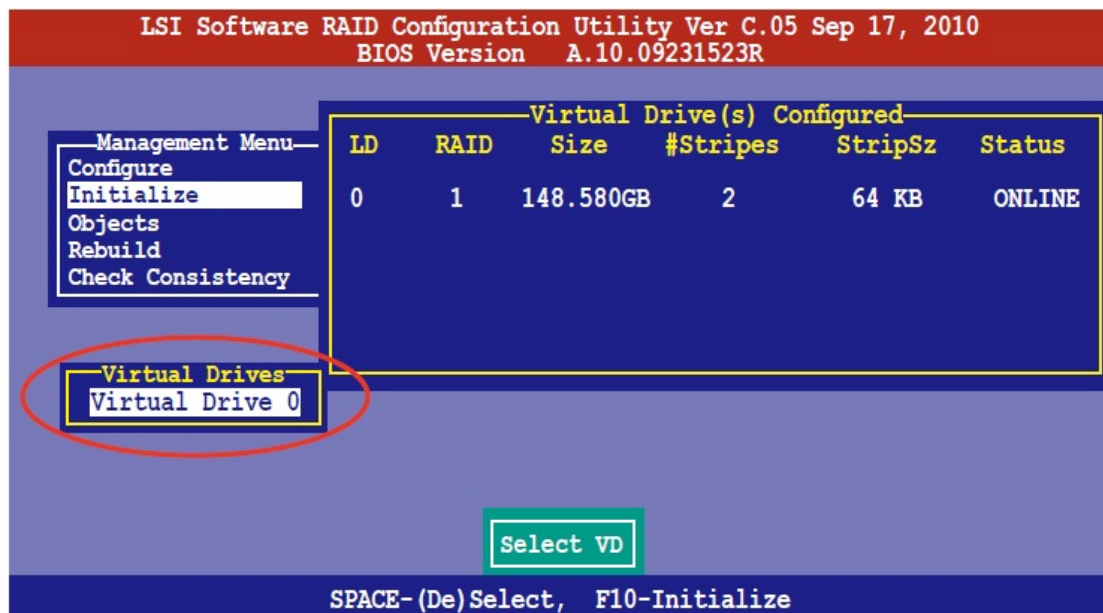 LSI Software RAID Configuration Utility Ver C.05 Sep 17, 2010
BIOS Version A.10.09231523R
Management Menu
Configure
Initialize
Objects
Rebuild
Check Consistency
Virtual Drive(s) Configured
LD RAID Size #Stripes StripSz Status
0 1 148.580GB 2 64 KB ONLINE
Virtual Drives
Virtual Drive 0
Select VD
SPACE-(De)Select, F10-Initialize